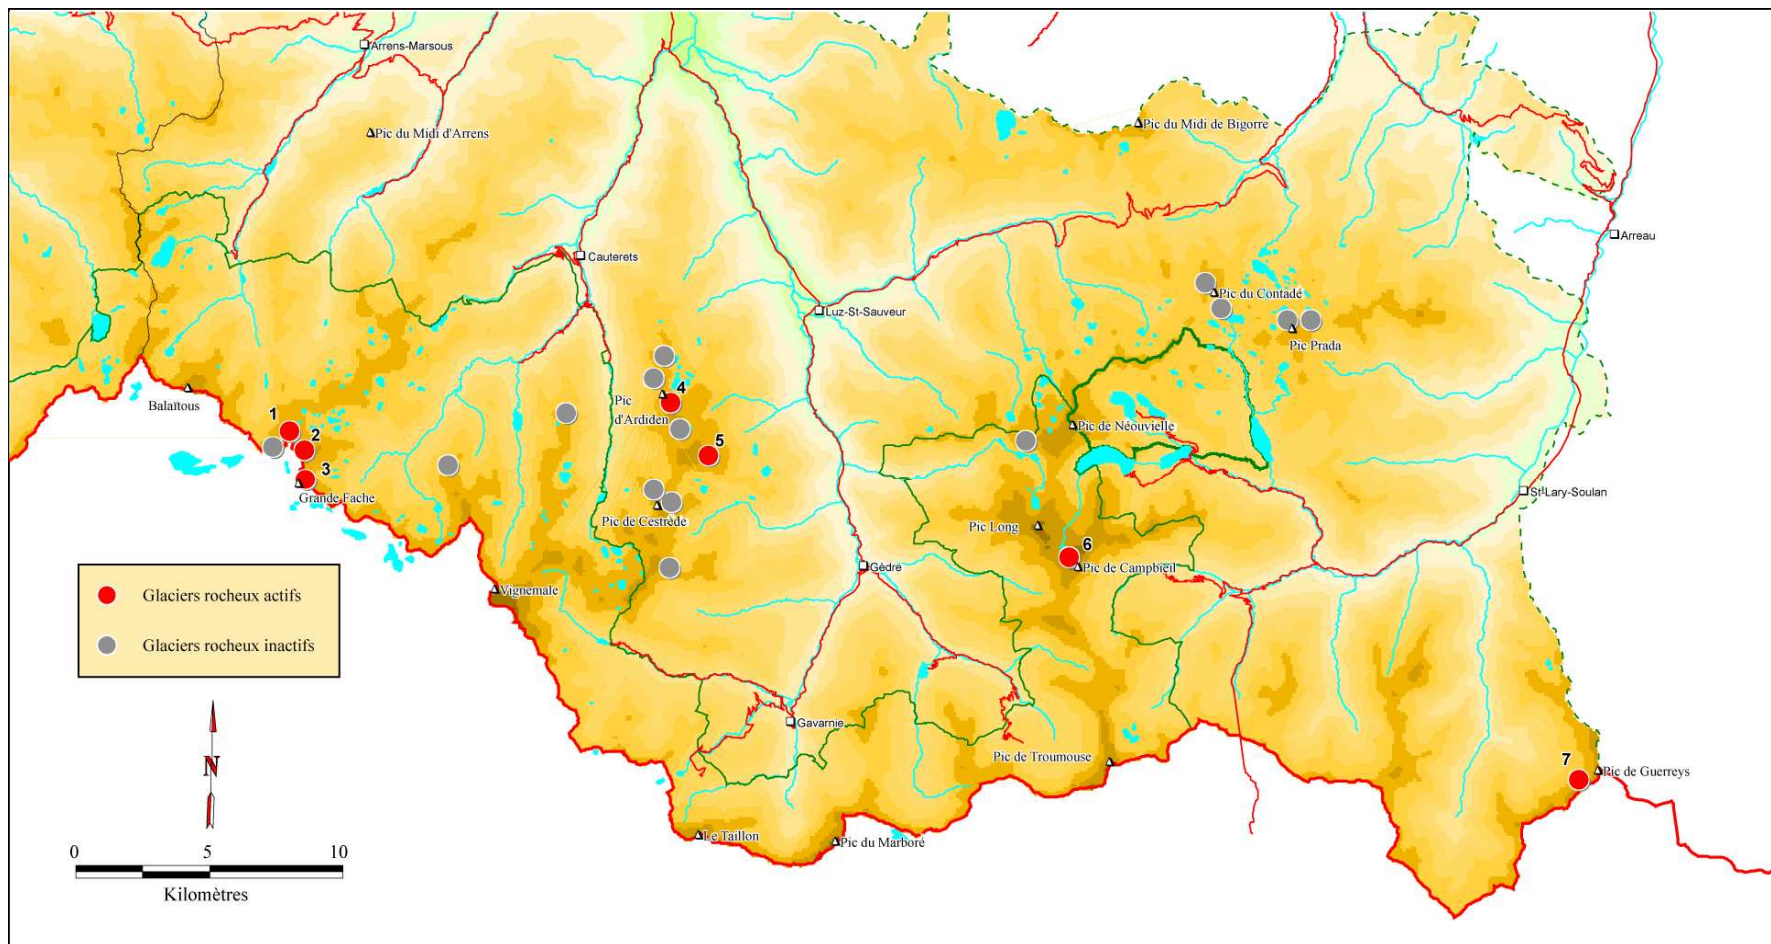 Arrens-Marsous
Pic du Midi d'Arrens
Pic du Midi de Bigorre
Arreau
Cauterets
Luz-St-Sauveur
Pic du Contadé
Pic Prada
Balaïtous
1
2
3
Grande Fache
4
Pic
d'Ardiden
5
Pic de Cestrède
Pic de Néouvielle
St-Lary-Soulan
Pic Long
6
Pic de Campbieil
Gèdre
Vignemale
Glaciers rocheux actifs
Glaciers rocheux inactifs
Gavarnie
Pic de Troumouse
7
Pic de Guerreys
N
Le Taillon
Pic du Marboré
0 5 10
Kilomètres